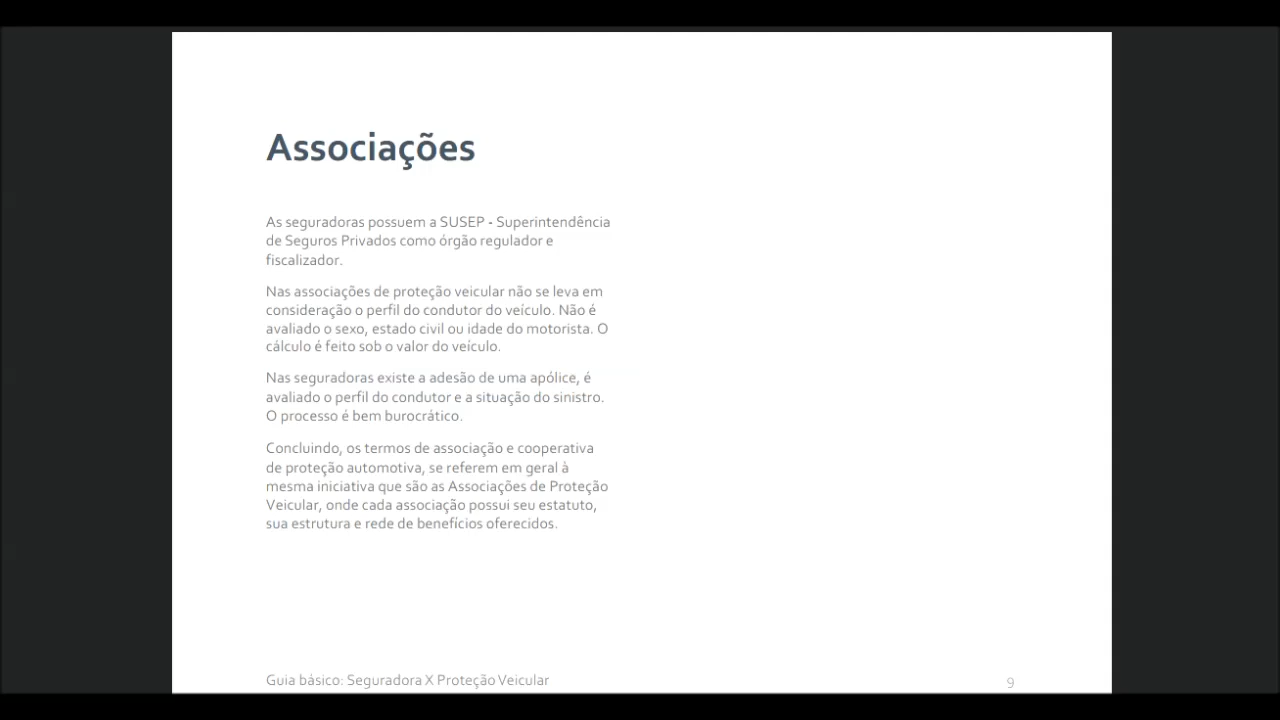 Associações
As seguradoras possuem a SUSEP - Superintendência
de Seguros Privados como órgão regulador e
fiscalizador.
Nas associações de proteção veicular não se leva em
consideração o perfil do condutor do veículo. Não é
avaliado o sexo, estado civil ou idade do motorista. O
cálculo é feito sob o valor do veículo.
Nas seguradoras existe a adesão de uma apólice, é
avaliado o perfil do condutor e a situação do sinistro.
O processo é bem burocrático.
Concluindo, os termos de associação e cooperativa
de proteção automotiva, se referem em geral à
mesma iniciativa que são as Associações de Proteção
Veicular, onde cada associação possui seu estatuto,
sua estrutura e rede de benefícios oferecidos.
Guia básico: Seguradora X Proteção Veicular
9